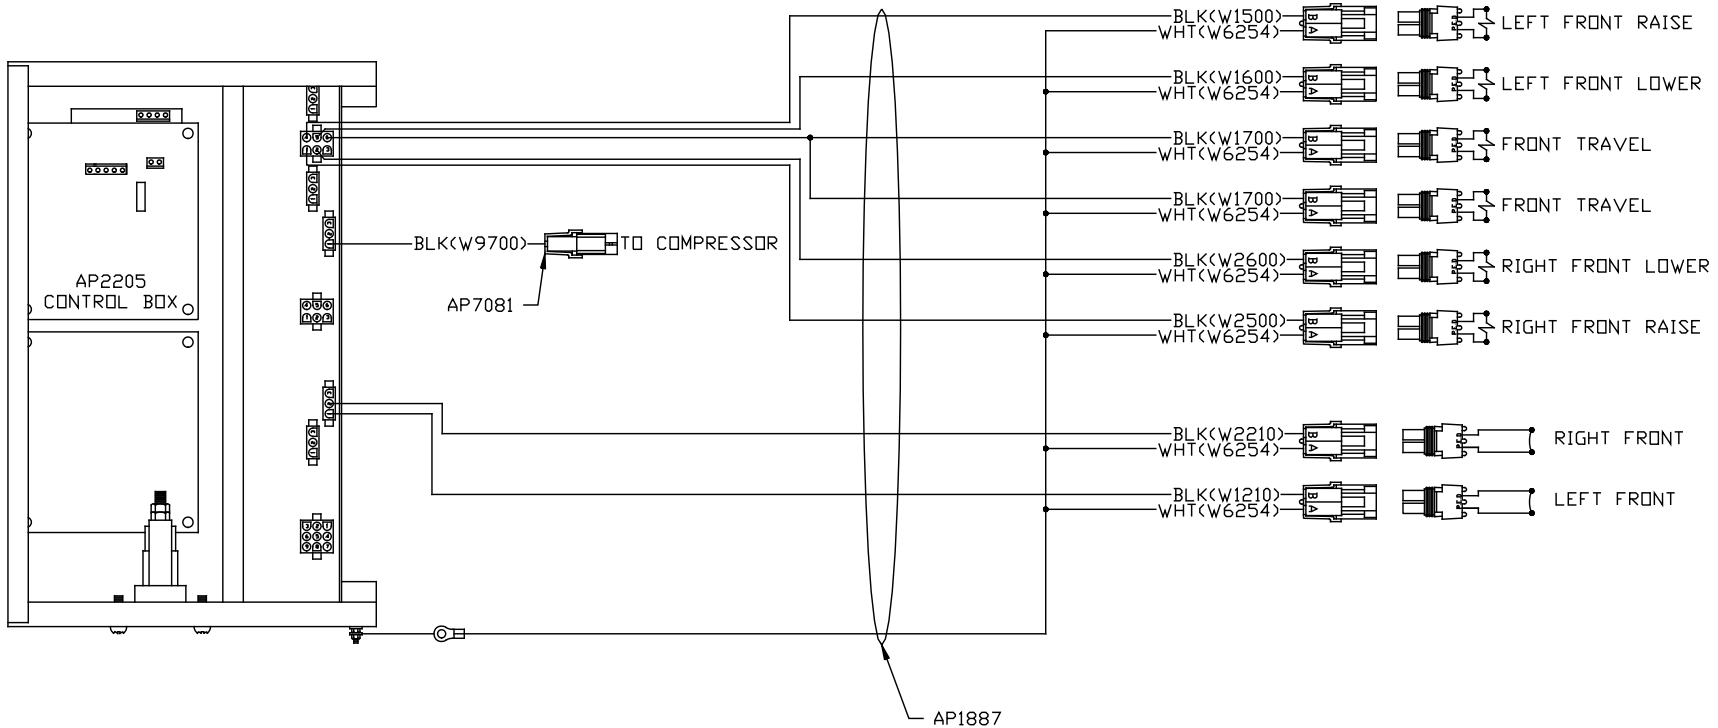 BLK(W1500)
WHT(W6254)
B
A
LEFT FRONT RAISE
BLK(W1600)
WHT(W6254)
B
A
LEFT FRONT LOWER
BLK(W1700)
WHT(W6254)
B
A
FRONT TRAVEL
BLK(W1700)
WHT(W6254)
B
A
FRONT TRAVEL
BLK(W9700)
TO COMPRESSOR
AP7081
AP2205
CONTROL BOX
BLK(W2600)
WHT(W6254)
B
A
RIGHT FRONT LOWER
BLK(W2500)
WHT(W6254)
B
A
RIGHT FRONT RAISE
BLK(W2210)
WHT(W6254)
B
A
RIGHT FRONT
BLK(W1210)
WHT(W6254)
B
A
LEFT FRONT
AP1887